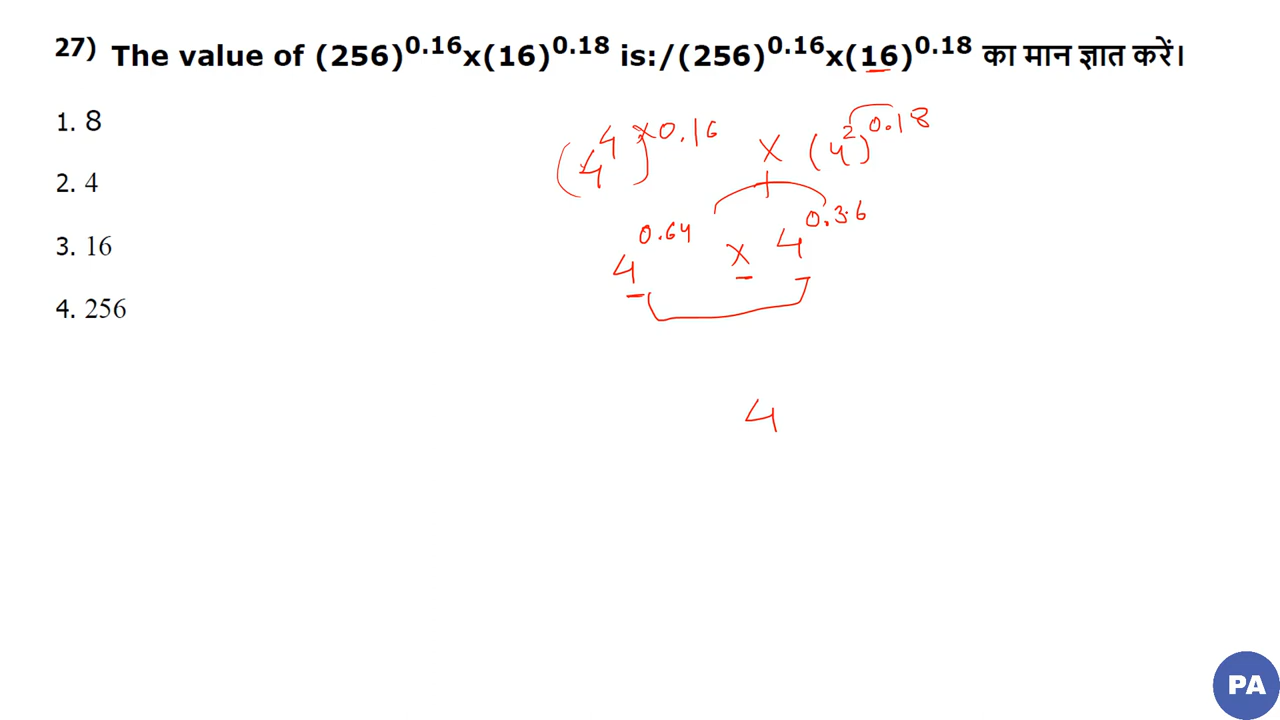 27) The value of (256)^0.16x(16)^0.18 is:/(256)^0.16x(16)^0.18 का मान ज्ञात करें।
1. 8
2. 4
3. 16
4. 256
(4^4)^x0.16 x (4^2)^0.18
4^0.64 x 4^0.36
4
PA